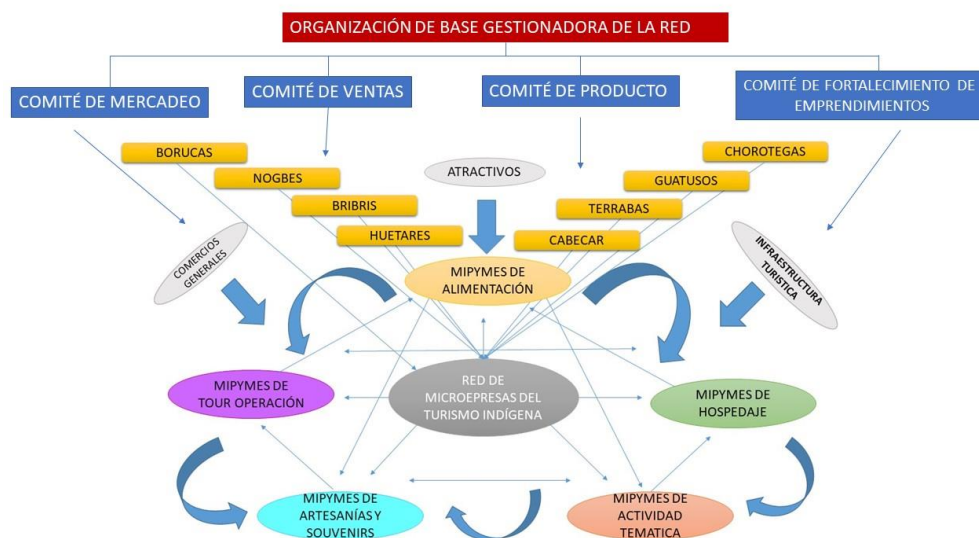 ORGANIZACIÓN DE BASE GESTIONADORA DE LA RED
COMITÉ DE MERCADEO
COMITÉ DE VENTAS
COMITÉ DE PRODUCTO
COMITÉ DE FORTALECIMIENTO DE
EMPRENDIMIENTOS
BORUCAS
NOGBES
BRIBRIS
HUETARES
ATRACTIVOS
CHOROTEGAS
GUATUSOS
TERRABAS
CABECAR
COMERCIOS
GENERALES
INFRAESTRUCTURA
TURISTICA
MIPYMES DE
ALIMENTACIÓN
MIPYMES DE
TOUR OPERACIÓN
RED DE
MICROEPRESAS DEL
TURISMO INDÍGENA
MIPYMES DE
HOSPEDAJE
MIPYMES DE
ARTESANÍAS Y
SOUVENIRS
MIPYMES DE
ACTIVIDAD
TEMATICA